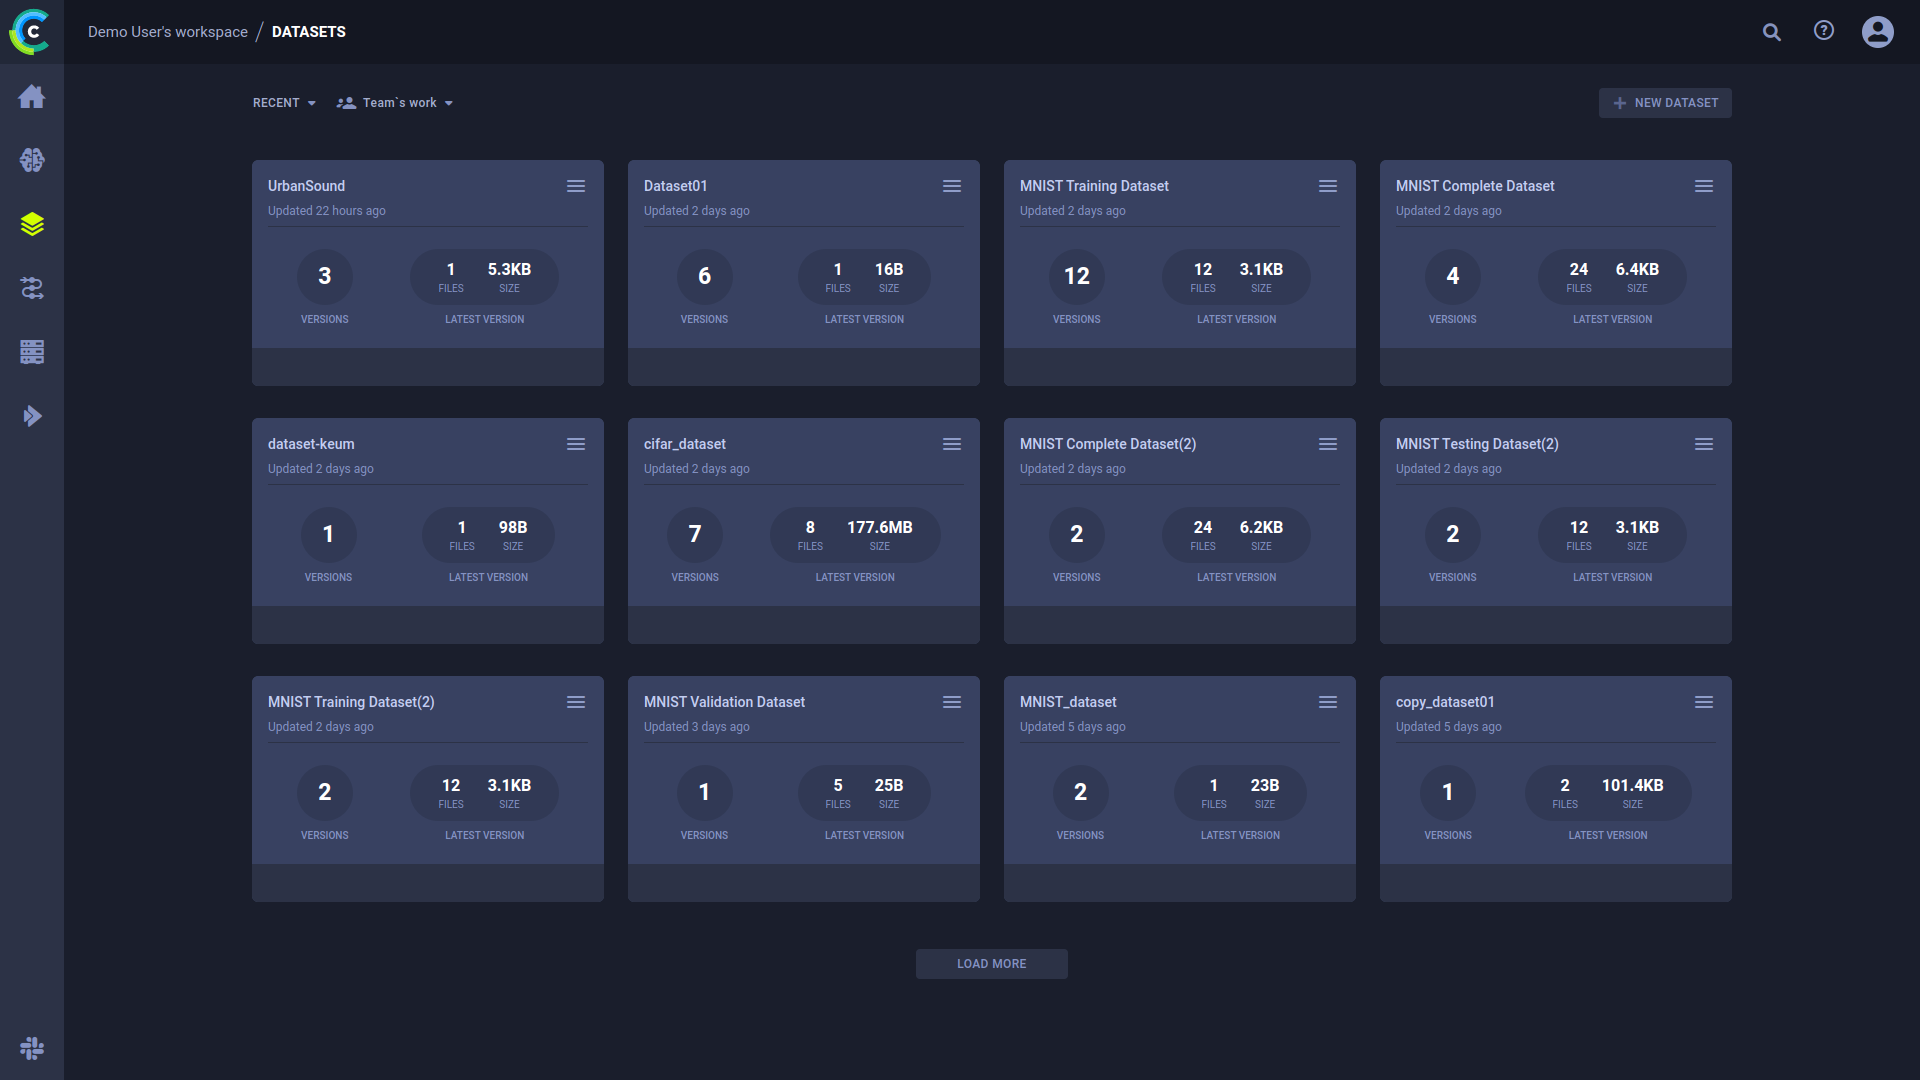 Demo User's workspace / DATASETS
RECENT Team`s work
NEW DATASET
UrbanSound
Updated 22 hours ago
3
VERSIONS
1 5.3KB
FILES SIZE
LATEST VERSION
Dataset01
Updated 2 days ago
6
VERSIONS
1 16B
FILES SIZE
LATEST VERSION
MNIST Training Dataset
Updated 2 days ago
12
VERSIONS
12 3.1KB
FILES SIZE
LATEST VERSION
MNIST Complete Dataset
Updated 2 days ago
4
VERSIONS
24 6.4KB
FILES SIZE
LATEST VERSION
dataset-keum
Updated 2 days ago
1
VERSIONS
1 98B
FILES SIZE
LATEST VERSION
cifar_dataset
Updated 2 days ago
7
VERSIONS
8 177.6MB
FILES SIZE
LATEST VERSION
MNIST Complete Dataset(2)
Updated 2 days ago
2
VERSIONS
24 6.2KB
FILES SIZE
LATEST VERSION
MNIST Testing Dataset(2)
Updated 2 days ago
2
VERSIONS
12 3.1KB
FILES SIZE
LATEST VERSION
MNIST Training Dataset(2)
Updated 2 days ago
2
VERSIONS
12 3.1KB
FILES SIZE
LATEST VERSION
MNIST Validation Dataset
Updated 3 days ago
1
VERSIONS
5 25B
FILES SIZE
LATEST VERSION
MNIST_dataset
Updated 5 days ago
2
VERSIONS
1 23B
FILES SIZE
LATEST VERSION
copy_dataset01
Updated 5 days ago
1
VERSIONS
2 101.4KB
FILES SIZE
LATEST VERSION
LOAD MORE